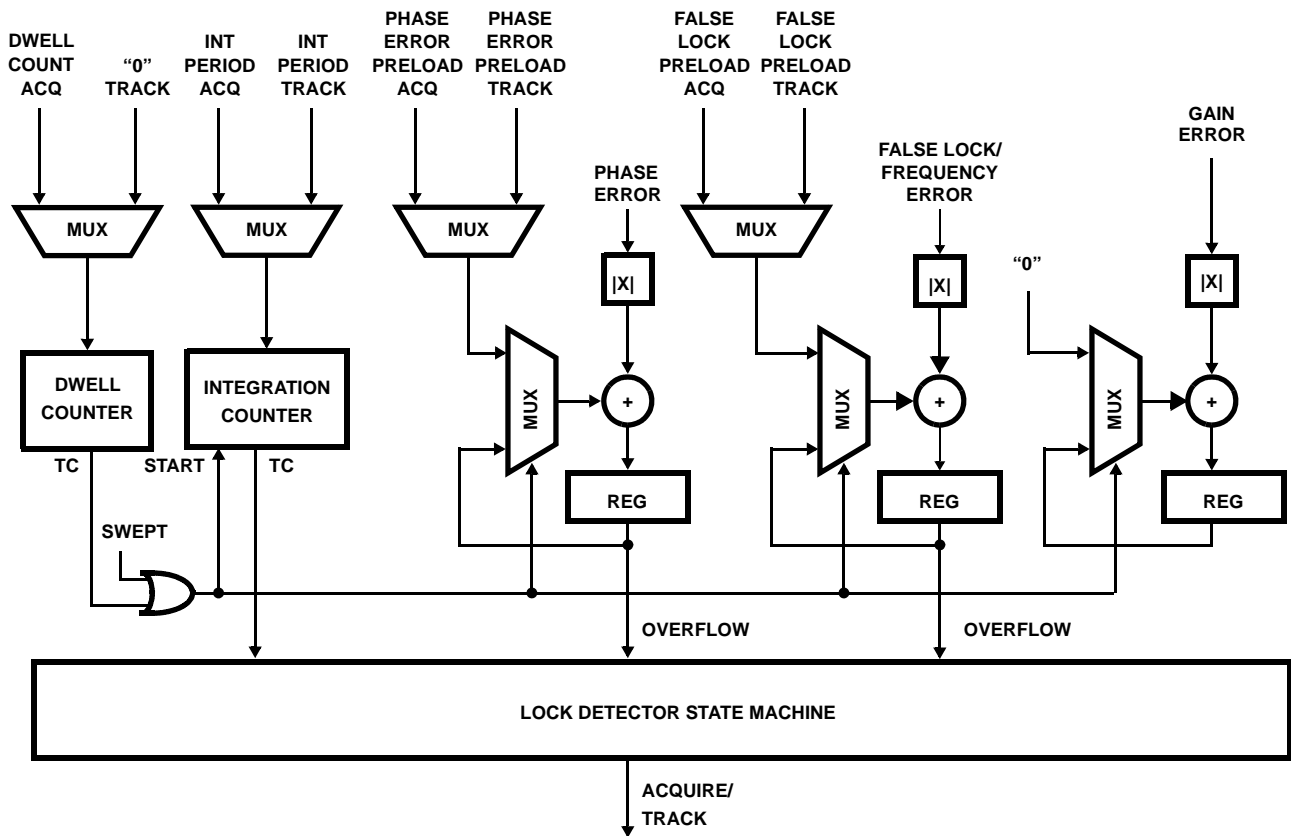 DWELL
COUNT
ACQ
“0”
TRACK
INT
PERIOD
ACQ
INT
PERIOD
TRACK
PHASE
ERROR
PRELOAD
ACQ
PHASE
ERROR
PRELOAD
TRACK
FALSE
LOCK
PRELOAD
ACQ
FALSE
LOCK
PRELOAD
TRACK
GAIN
ERROR
PHASE
ERROR
FALSE LOCK/
FREQUENCY
ERROR
MUX
MUX
MUX
MUX
“0”
|X|
|X|
|X|
DWELL
COUNTER
INTEGRATION
COUNTER
MUX
+
MUX
+
MUX
+
TC
START
TC
REG
REG
REG
SWEPT
OVERFLOW
OVERFLOW
LOCK DETECTOR STATE MACHINE
ACQUIRE/
TRACK